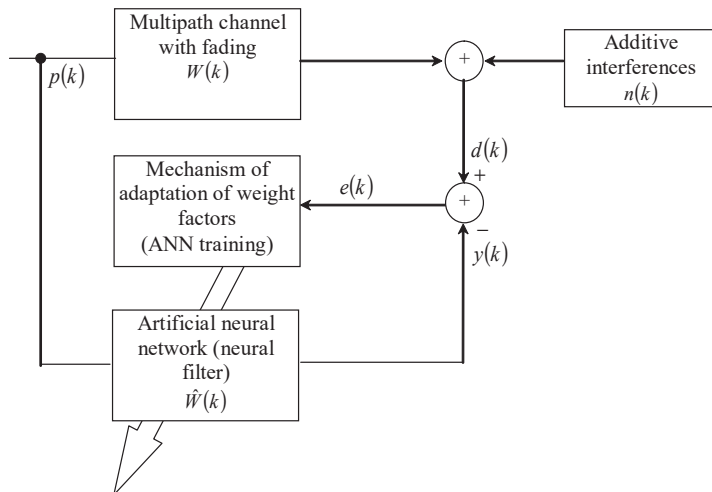 Multipath channel
with fading
W(k)
+
Additive
interferences
n(k)
p(k)
d(k)
+
Mechanism of
adaptation of weight
factors
(ANN training)
e(k)
+
−
y(k)
Artificial neural
network (neural
filter)
Ŵ(k)